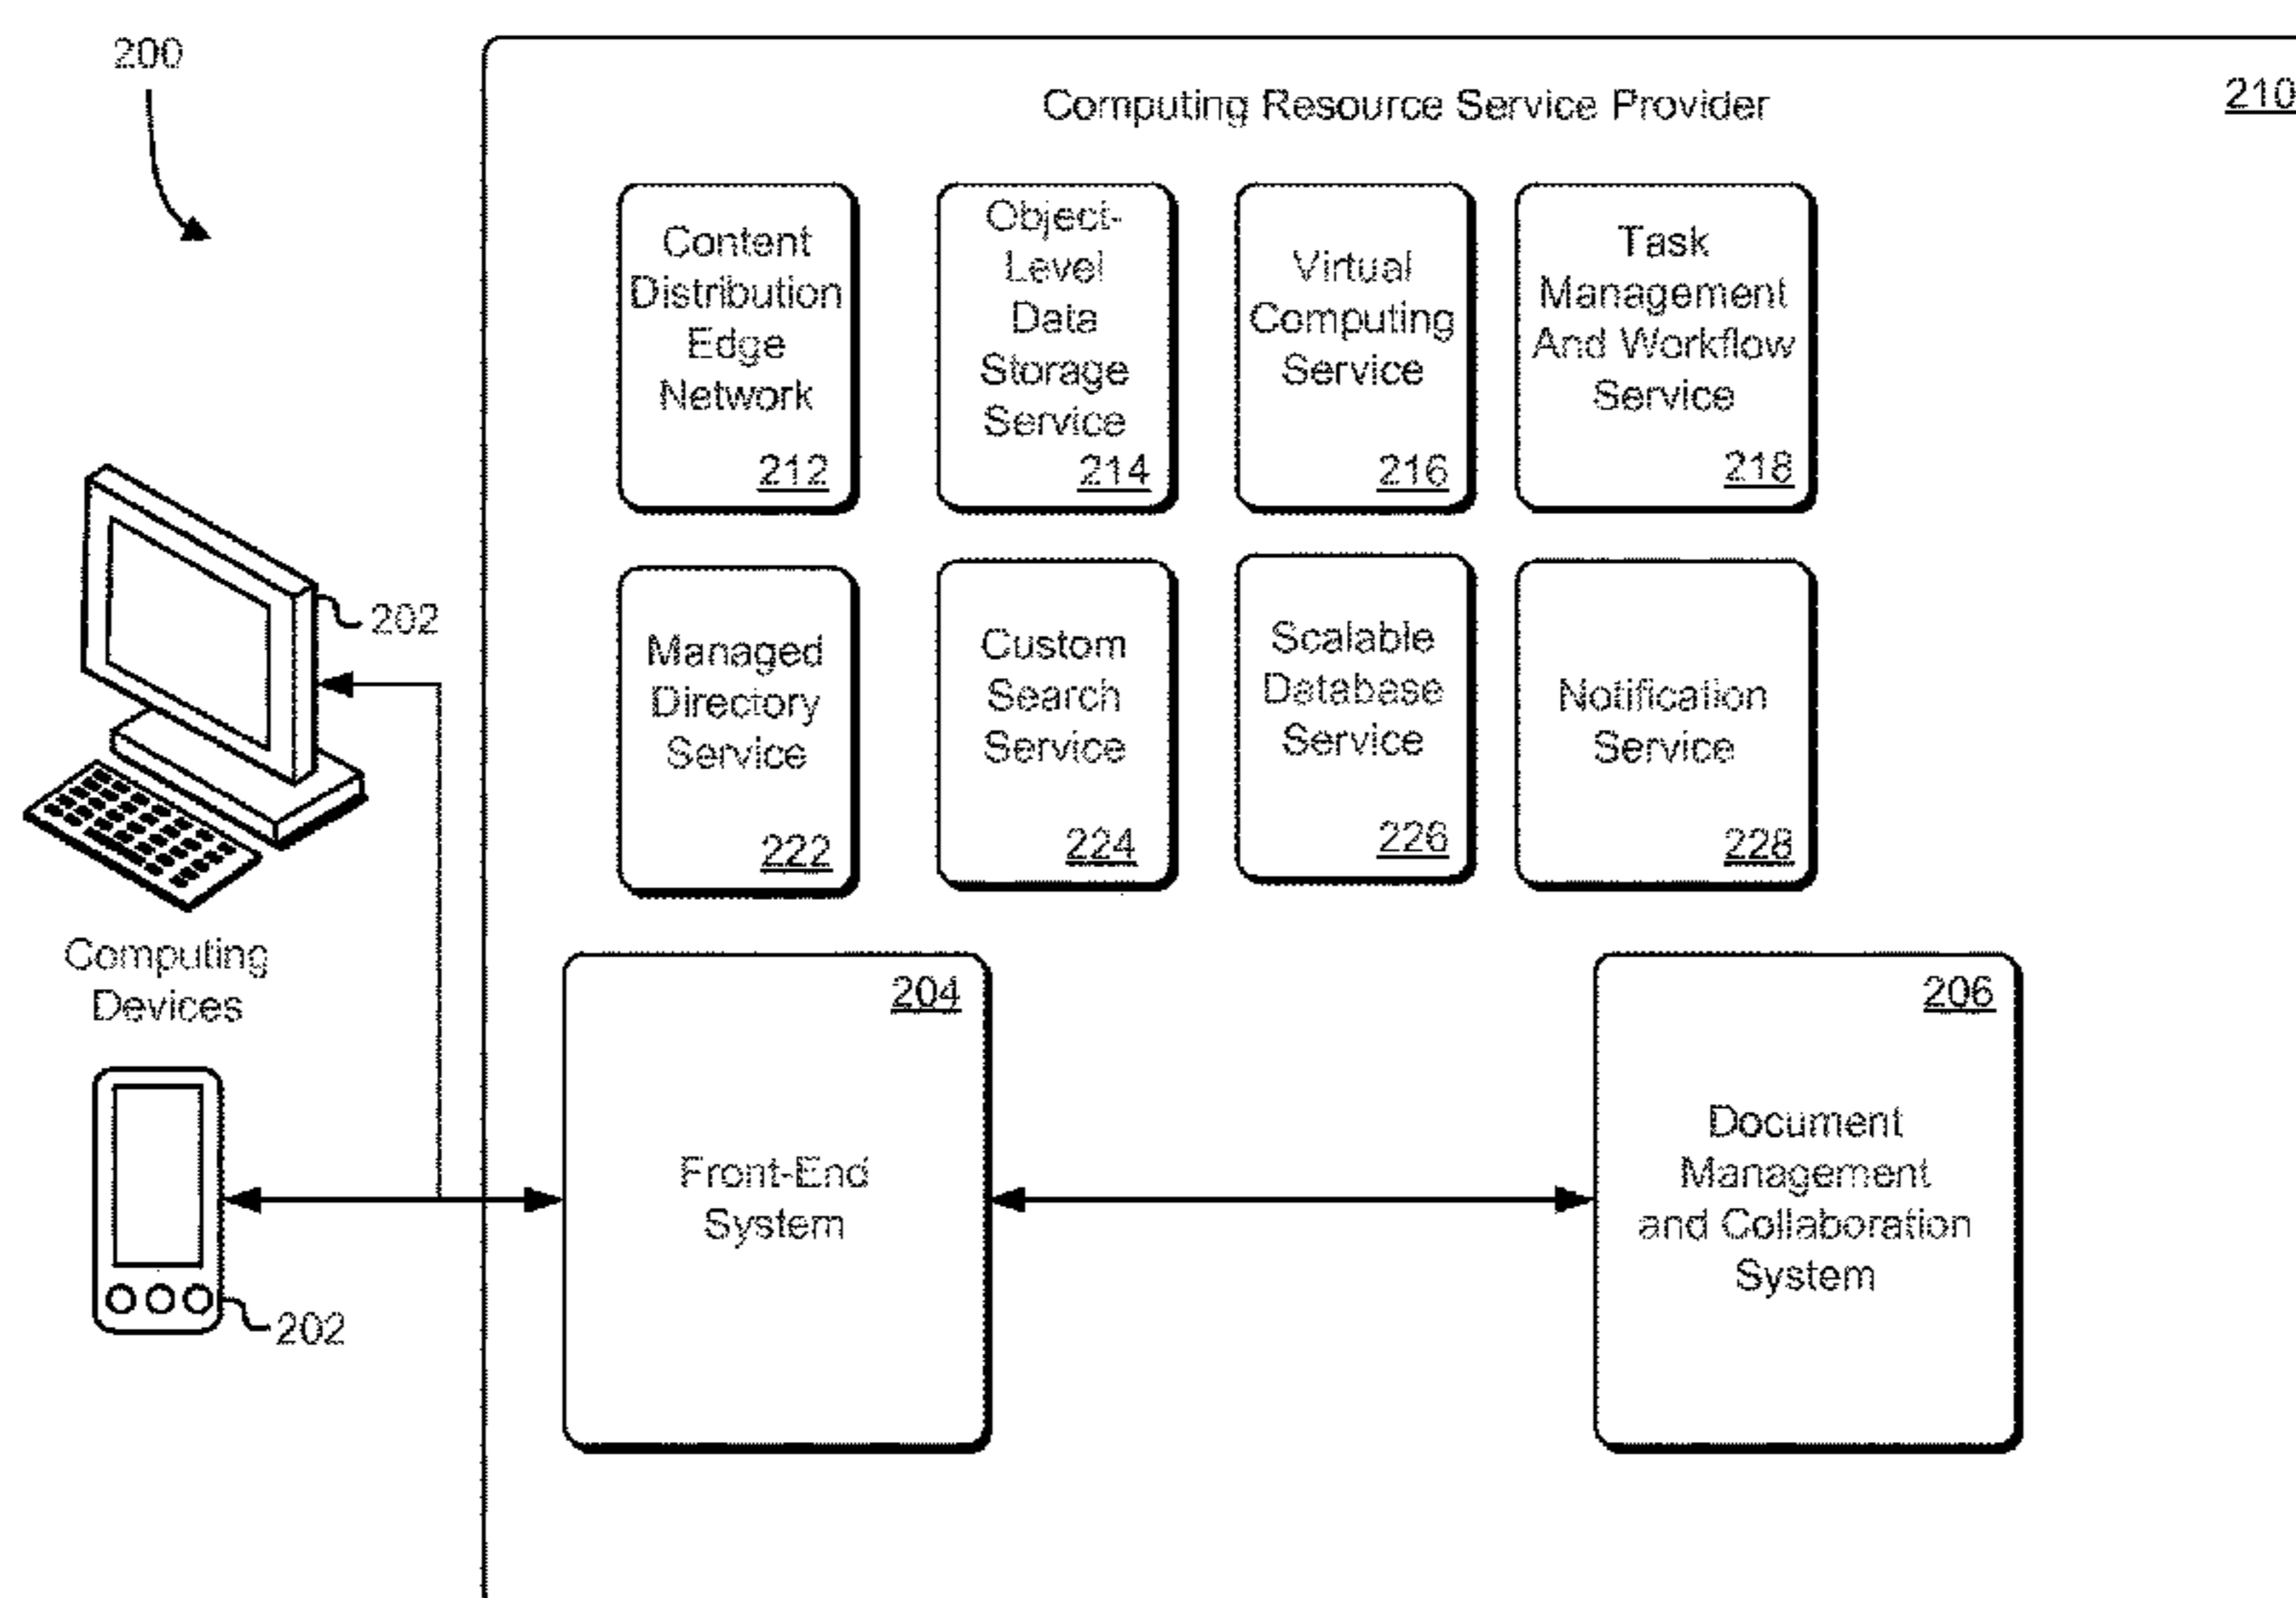 200
Computing Resource Service Provider
210
Content
Distribution
Edge
Network
212
Object-
Level
Data
Storage
Service
214
Virtual
Computing
Service
216
Task
Management
And Workflow
Service
218
202
Managed
Directory
Service
222
Custom
Search
Service
224
Scalable
Database
Service
226
Notification
Service
228
Computing
Devices
202
204
Front-End
System
206
Document
Management
and Collaboration
System